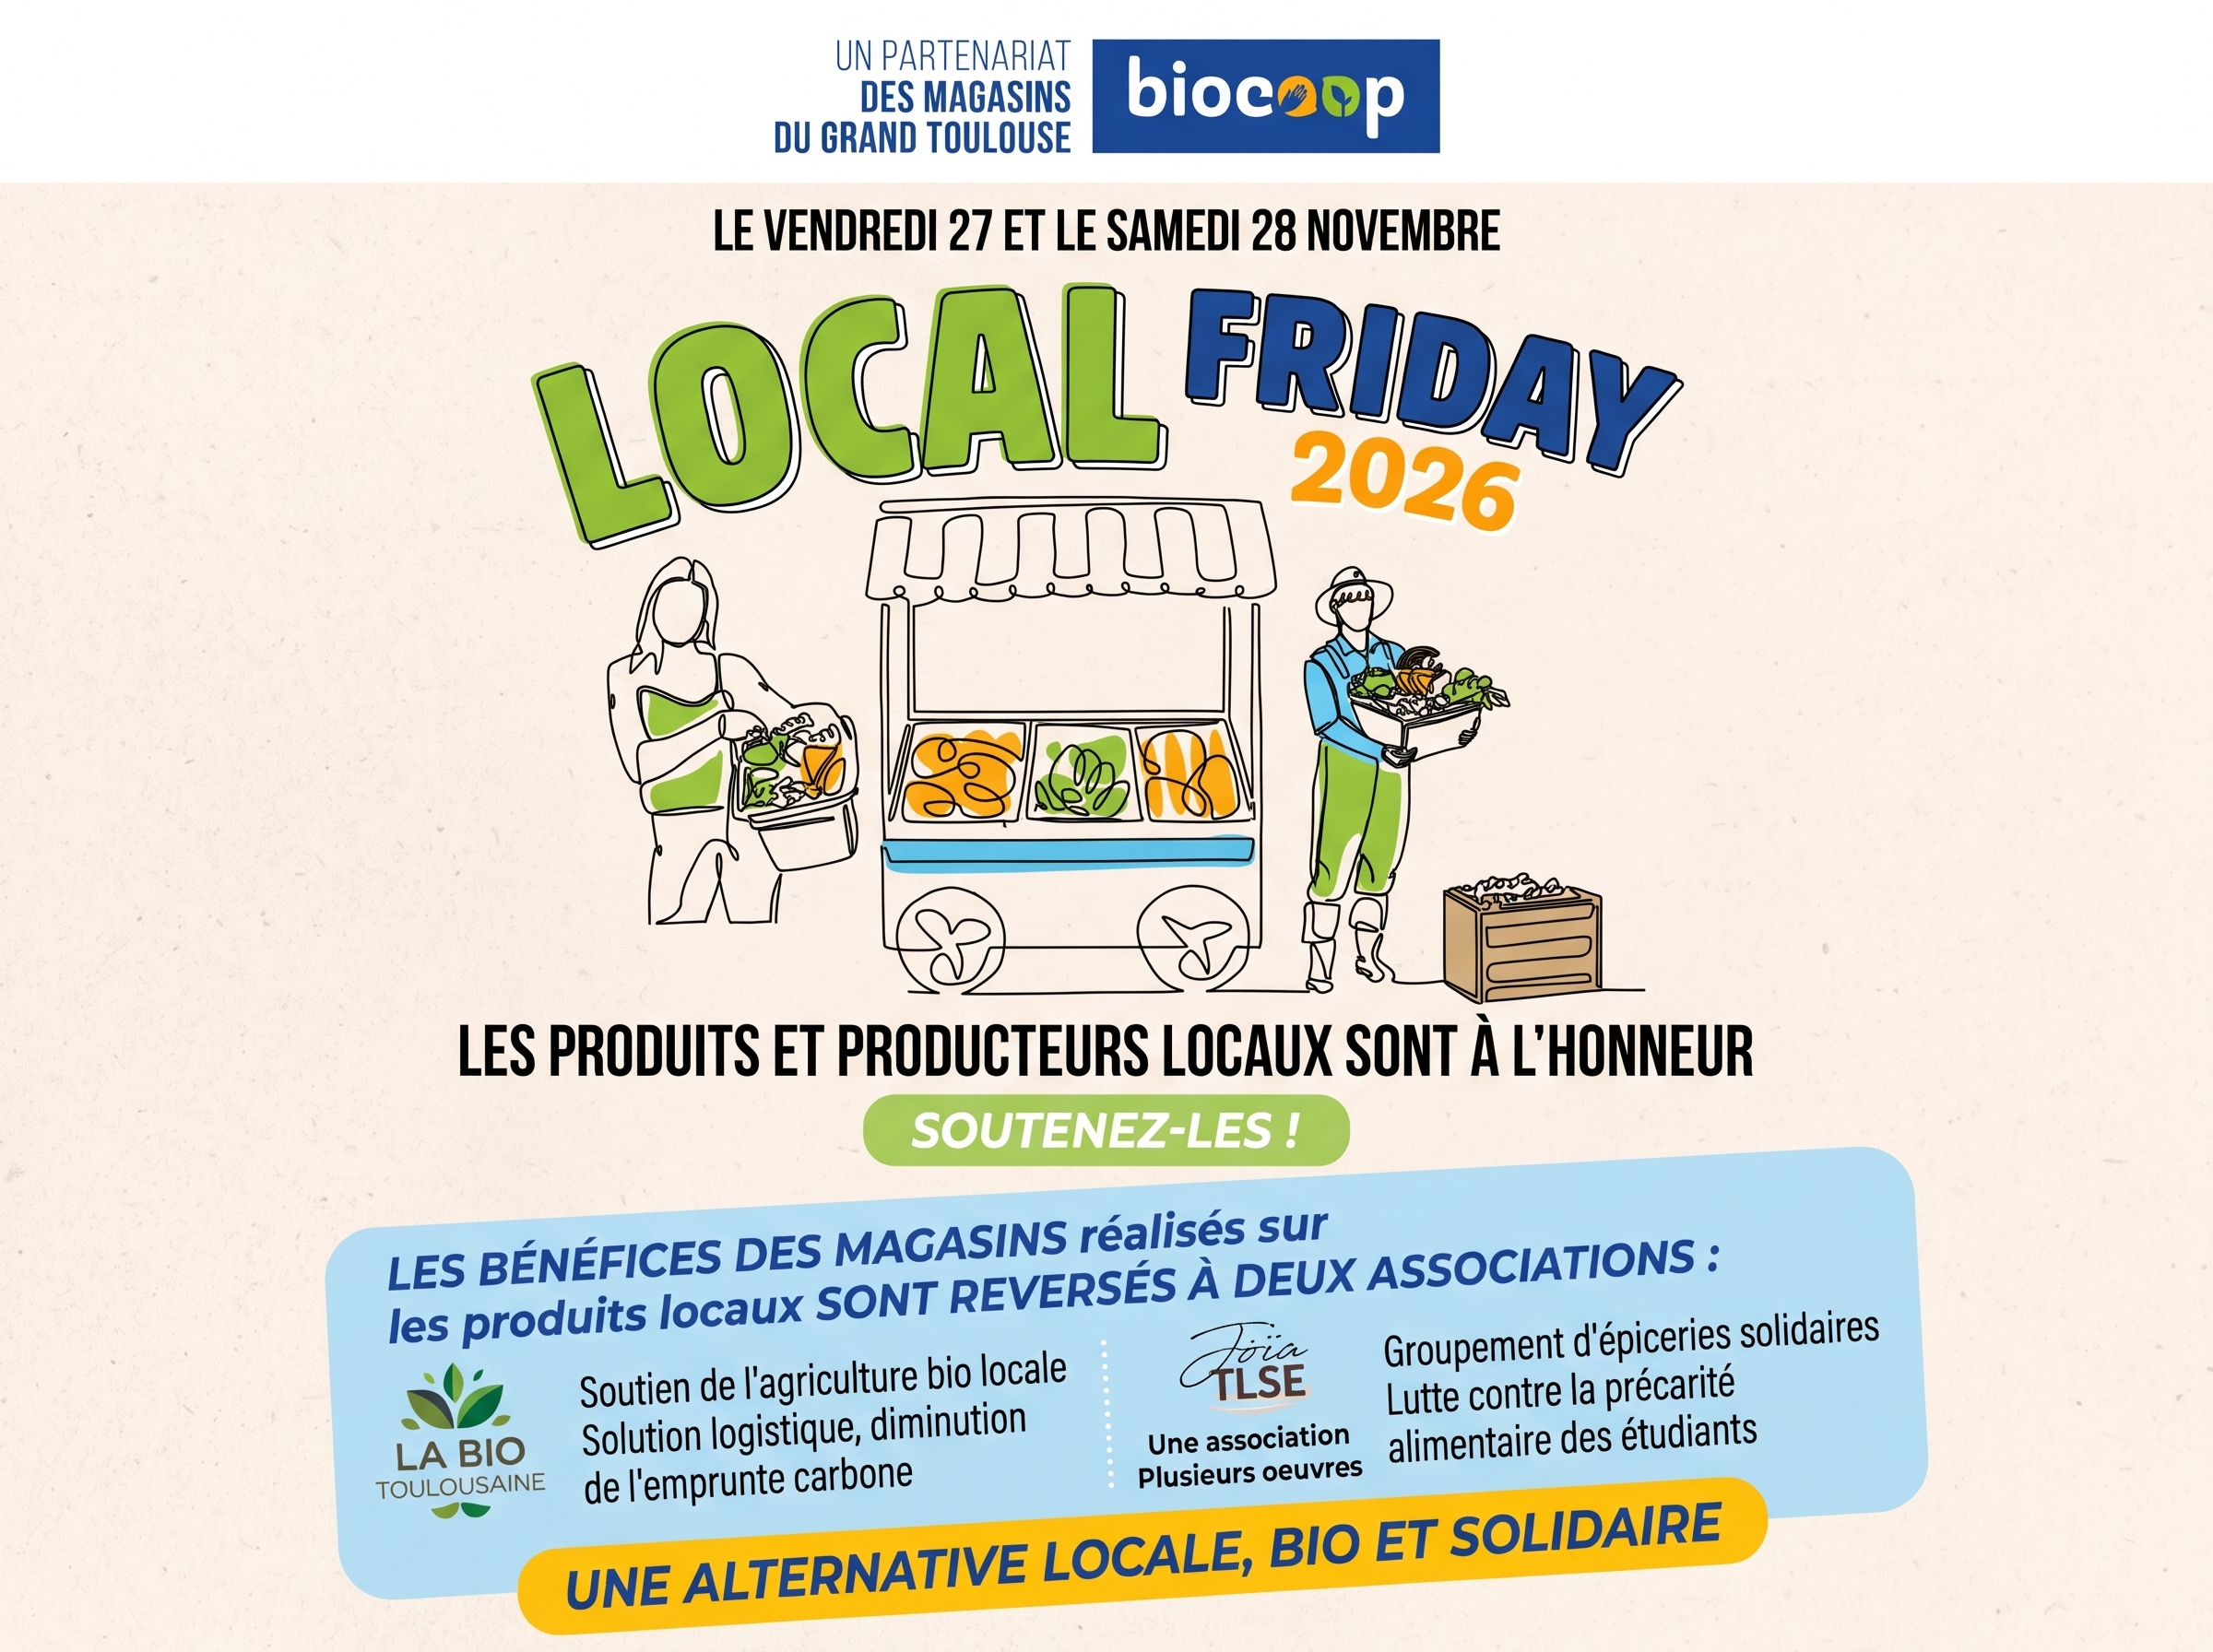 UN PARTENARIAT
DES MAGASINS
DU GRAND TOULOUSE
biocoop
LE VENDREDI 27 ET LE SAMEDI 28 NOVEMBRE
LOCAL FRIDAY
2026
LES PRODUITS ET PRODUCTEURS LOCAUX SONT À L'HONNEUR
SOUTENEZ-LES !
LES BÉNÉFICES DES MAGASINS réalisés sur
les produits locaux SONT REVERSÉS À DEUX ASSOCIATIONS :
LA BIO
TOULOUSAINE
Soutien de l'agriculture bio locale
Solution logistique, diminution
de l'emprunte carbone
Joïa
TLSE
Une association
Plusieurs oeuvres
Groupement d'épiceries solidaires
Lutte contre la précarité
alimentaire des étudiants
UNE ALTERNATIVE LOCALE, BIO ET SOLIDAIRE